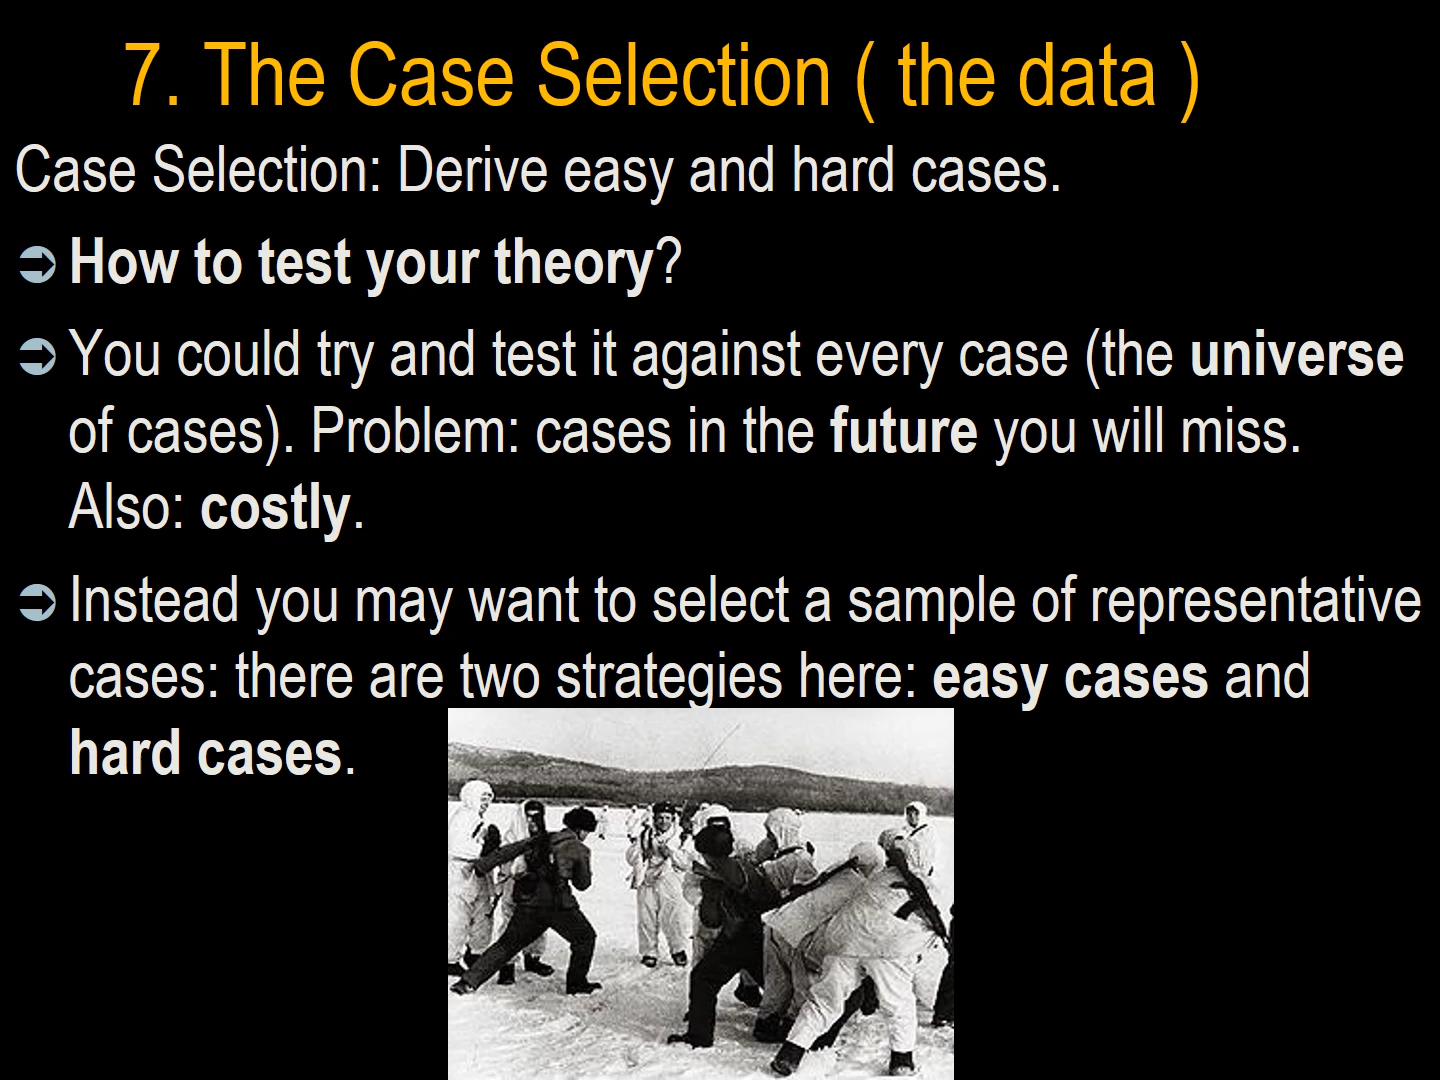 7. The Case Selection ( the data )
Case Selection: Derive easy and hard cases.
How to test your theory?
You could try and test it against every case (the universe
of cases). Problem: cases in the future you will miss.
Also: costly.
Instead you may want to select a sample of representative
cases: there are two strategies here: easy cases and
hard cases.